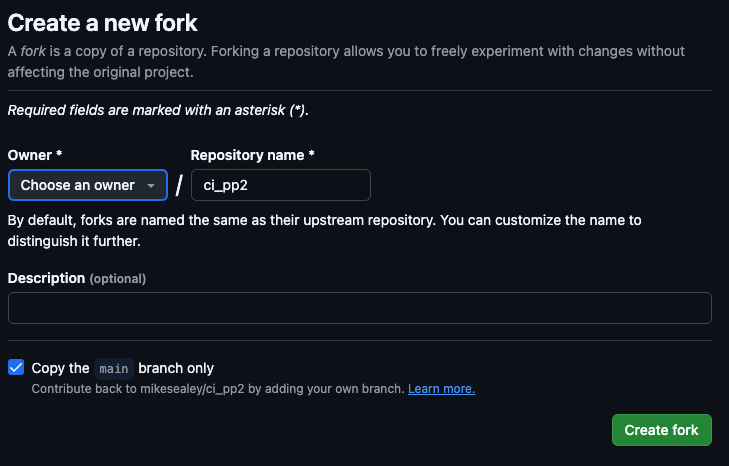 Create a new fork
A fork is a copy of a repository. Forking a repository allows you to freely experiment with changes without
affecting the original project.
Required fields are marked with an asterisk (*).
Owner * Repository name *
Choose an owner / ci_pp2
By default, forks are named the same as their upstream repository. You can customize the name to
distinguish it further.
Description (optional)
Copy the main branch only
Contribute back to mikesealey/ci_pp2 by adding your own branch. Learn more.
Create fork